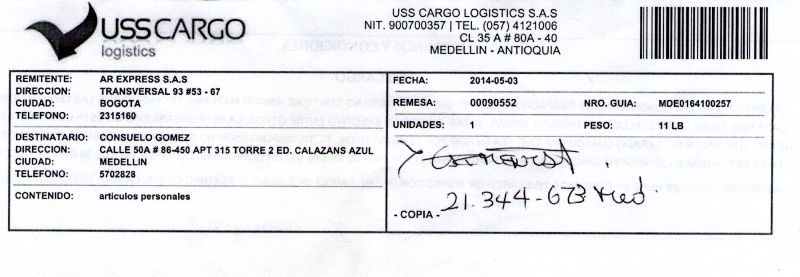 USSCARGO
logistics
USS CARGO LOGISTICS S.A.S
NIT. 900700357 | TEL. (057) 4121006
CL 35 A # 80A - 40
MEDELLIN - ANTIOQUIA
REMITENTE: AR EXPRESS S.A.S
DIRECCION: TRANSVERSAL 93 #53 - 67
CIUDAD: BOGOTA
TELEFONO: 2315160
DESTINATARIO: CONSUELO GOMEZ
DIRECCION: CALLE 50A # 86-450 APT 315 TORRE 2 ED. CALAZANS AZUL
CIUDAD: MEDELLIN
TELEFONO: 5702828
CONTENIDO: articulos personales
FECHA: 2014-05-03
REMESA: 00090552 NRO. GUIA: MDE0164100257
UNIDADES: 1 PESO: 11 LB
21.344-673 Med.
- COPIA -